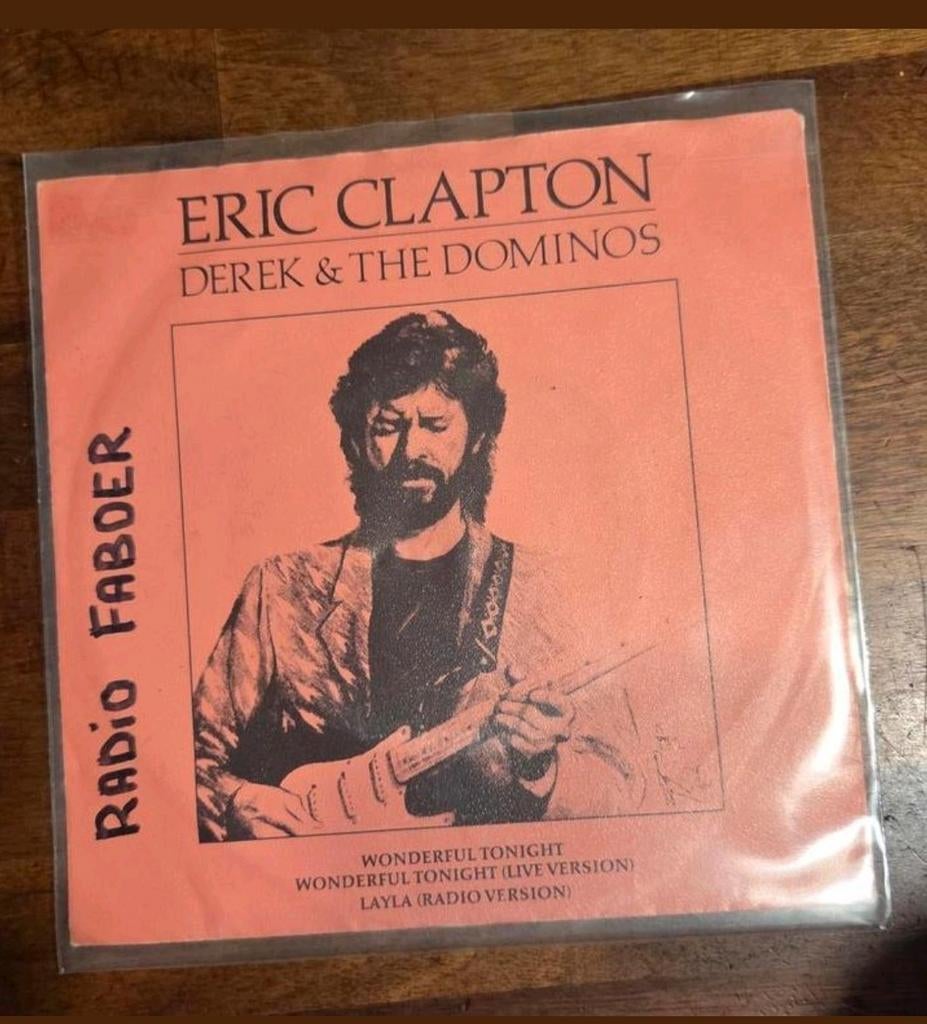 ERIC CLAPTON
DEREK & THE DOMINOS
RADiO FABOER
WONDERFUL TONIGHT
WONDERFUL TONIGHT (LIVE VERSION)
LAYLA (RADIO VERSION)